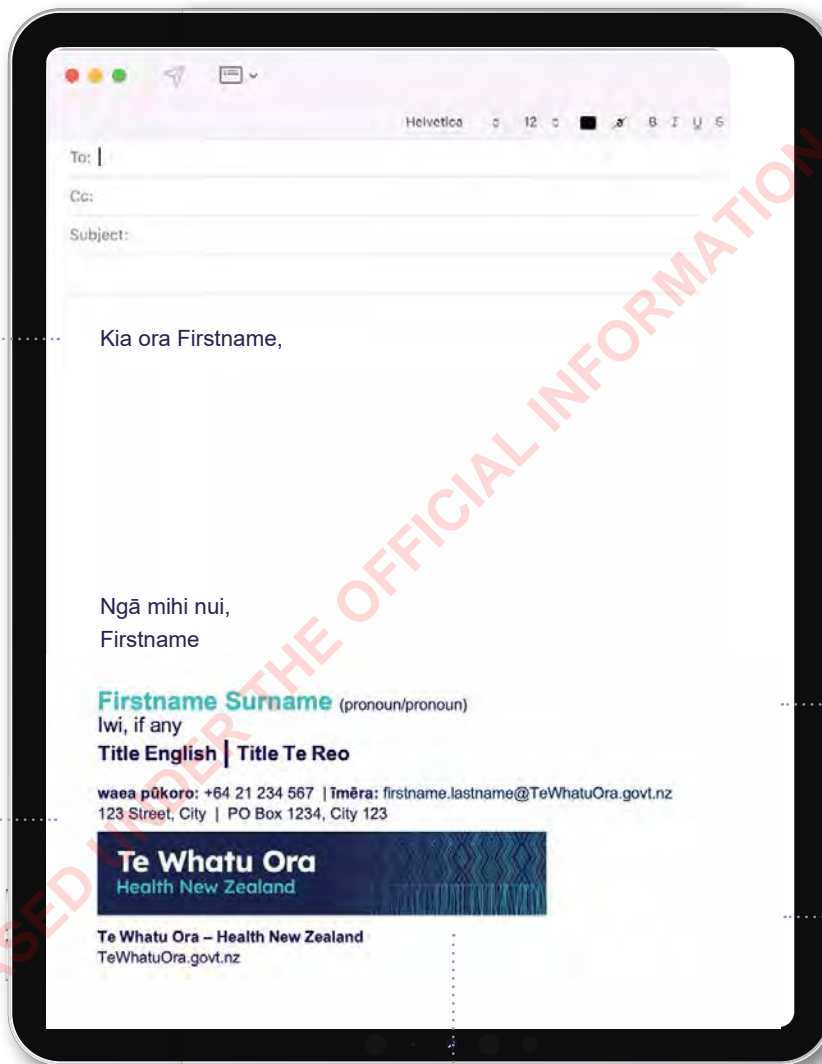 Helvetica 12 B I U S
To:
Cc:
Subject:
Kia ora Firstname,
Ngā mihi nui,
Firstname
Firstname Surname (pronoun/pronoun)
Iwi, if any
Title English | Title Te Reo
waea pūkoro: +64 21 234 567 | īmēra: firstname.lastname@TeWhatuOra.govt.nz
123 Street, City | PO Box 1234, City 123
Te Whatu Ora
Health New Zealand
Te Whatu Ora – Health New Zealand
TeWhatuOra.govt.nz
SED UNDER THE OFFICIAL INFORMATION